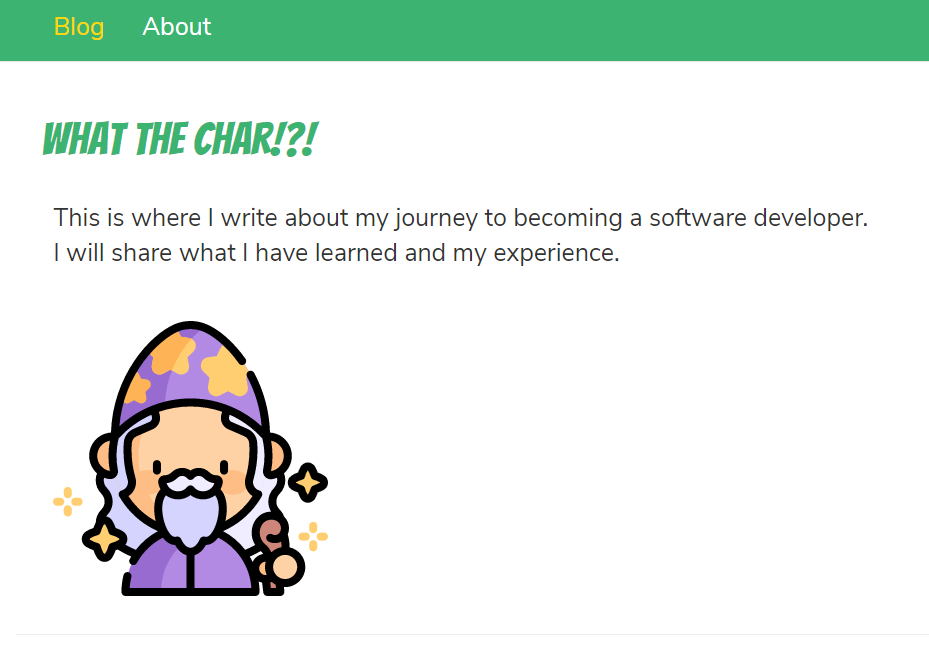 Blog
About
WHAT THE CHAR!?!
This is where I write about my journey to becoming a software developer.
I will share what I have learned and my experience.